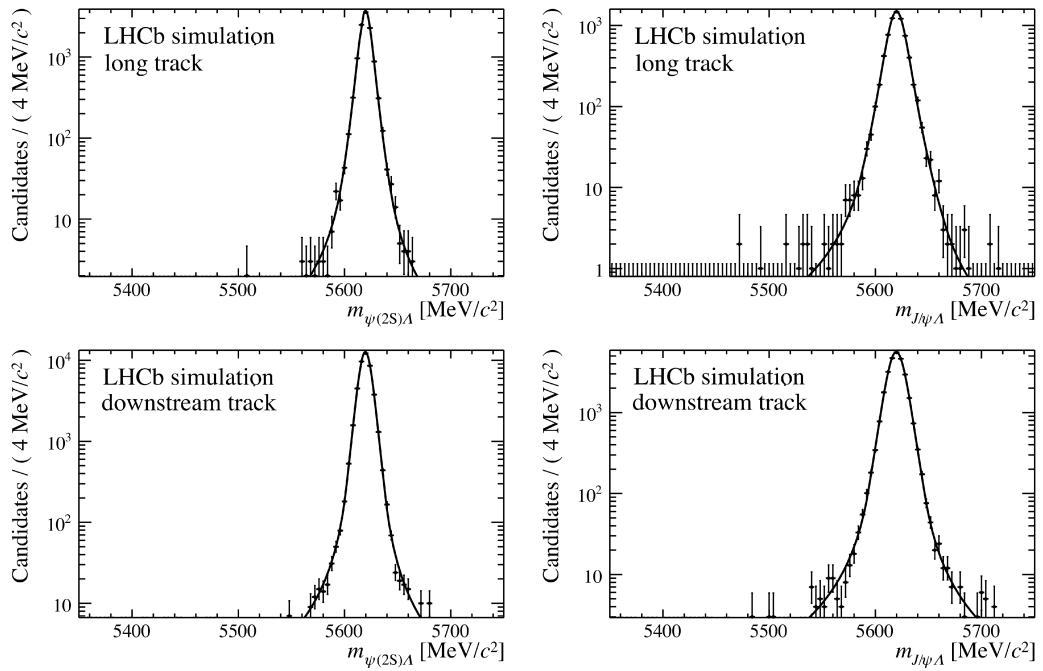 Candidates / ( 4 MeV/c²)
LHCb simulation
long track
10³
10²
10
5400 5500 5600 5700
m_ψ(2S)Λ [MeV/c²]
Candidates / ( 4 MeV/c²)
LHCb simulation
long track
10³
10²
10
1
5400 5500 5600 5700
m_J/ψΛ [MeV/c²]
Candidates / ( 4 MeV/c²)
LHCb simulation
downstream track
10⁴
10³
10²
10
5400 5500 5600 5700
m_ψ(2S)Λ [MeV/c²]
Candidates / ( 4 MeV/c²)
LHCb simulation
downstream track
10³
10²
10
5400 5500 5600 5700
m_J/ψΛ [MeV/c²]